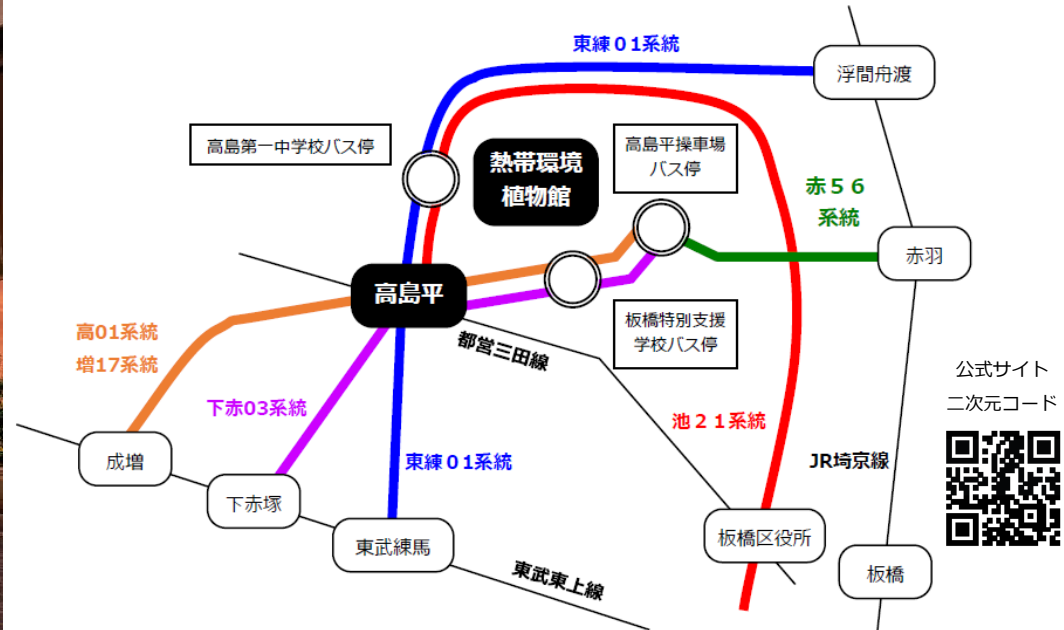 東練０１系統
浮間舟渡
高島第一中学校バス停
熱帯環境
植物館
高島平操車場
バス停
赤５６
系統
赤羽
高島平
高01系統
増17系統
都営三田線
板橋特別支援
学校バス停
公式サイト
二次元コード
下赤03系統
池２１系統
成増
東練０１系統
JR埼京線
下赤塚
東武練馬
板橋区役所
東武東上線
板橋